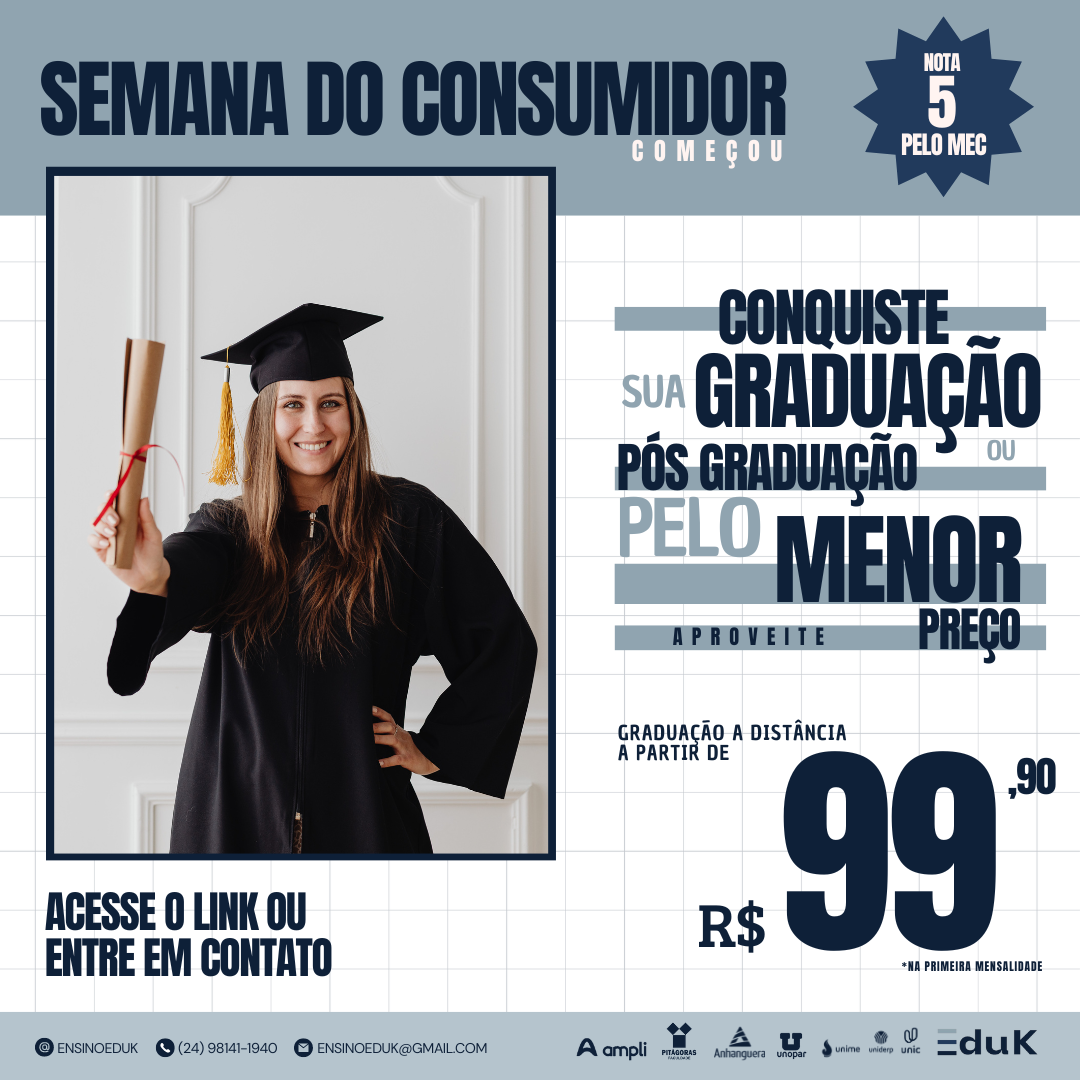 SEMANA DO CONSUMIDOR
COMEÇOU
NOTA
5
PELO MEC
CONQUISTE
SUA GRADUAÇÃO
OU
PÓS GRADUAÇÃO
PELO
MENOR
APROVEITE
PREÇO
GRADUAÇÃO A DISTÂNCIA
A PARTIR DE
R$ 99,90
*NA PRIMEIRA MENSALIDADE
ACESSE O LINK OU
ENTRE EM CONTATO
@ ENSINOEDUK (24) 98141-1940 ENSINOEDUK@GMAIL.COM
ampli PITÁGORAS FACULDADE Anhanguera unopar unime uniderp unic EduK